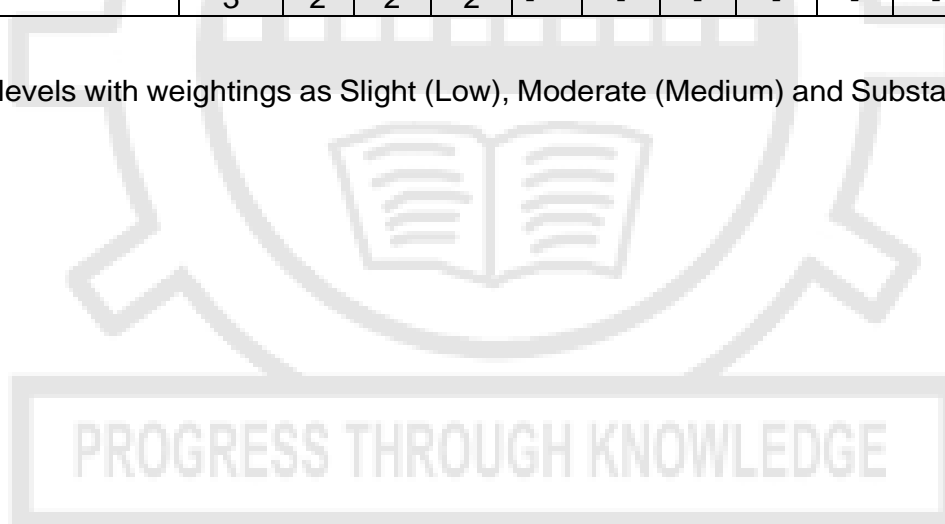 3 2 2 2 - - - - - -
levels with weightings as Slight (Low), Moderate (Medium) and Substa
PROGRESS THROUGH KNOWLEDGE